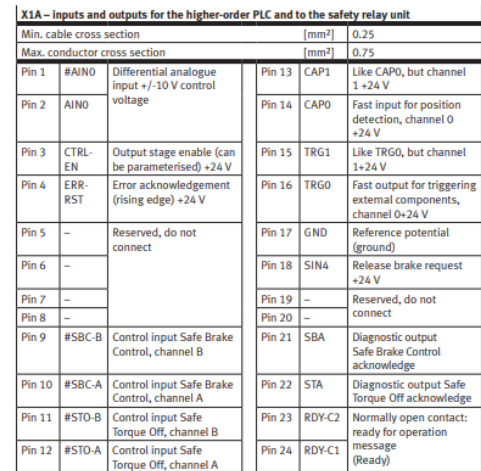 X1A – inputs and outputs for the higher-order PLC and to the safety relay unit
Min. cable cross section [mm²] 0.25
Max. conductor cross section [mm²] 0.75
Pin 1 #AIN0 Differential analogue
input +/-10 V control
voltage
Pin 2 AIN0
Pin 3 CTRL-
EN
Output stage enable (can
be parameterised) +24 V
Pin 4 ERR-
RST
Error acknowledgement
(rising edge) +24 V
Pin 5 – Reserved, do not
connect
Pin 6 –
Pin 7 –
Pin 8 –
Pin 9 #SBC-B Control input Safe Brake
Control, channel B
Pin 10 #SBC-A Control input Safe Brake
Control, channel A
Pin 11 #STO-B Control input Safe
Torque Off, channel B
Pin 12 #STO-A Control input Safe
Torque Off, channel A
Pin 13 CAP1 Like CAP0, but channel
1 +24 V
Pin 14 CAP0 Fast input for position
detection, channel 0
+24 V
Pin 15 TRG1 Like TRG0, but channel
1+24 V
Pin 16 TRG0 Fast output for triggering
external components,
channel 0+24 V
Pin 17 GND Reference potential
(ground)
Pin 18 SIN4 Release brake request
+24 V
Pin 19 – Reserved, do not
connect
Pin 20 –
Pin 21 SBA Diagnostic output
Safe Brake Control
acknowledge
Pin 22 STA Diagnostic output Safe
Torque Off acknowledge
Pin 23 RDY-C2 Normally open contact:
ready for operation
message
(Ready)
Pin 24 RDY-C1